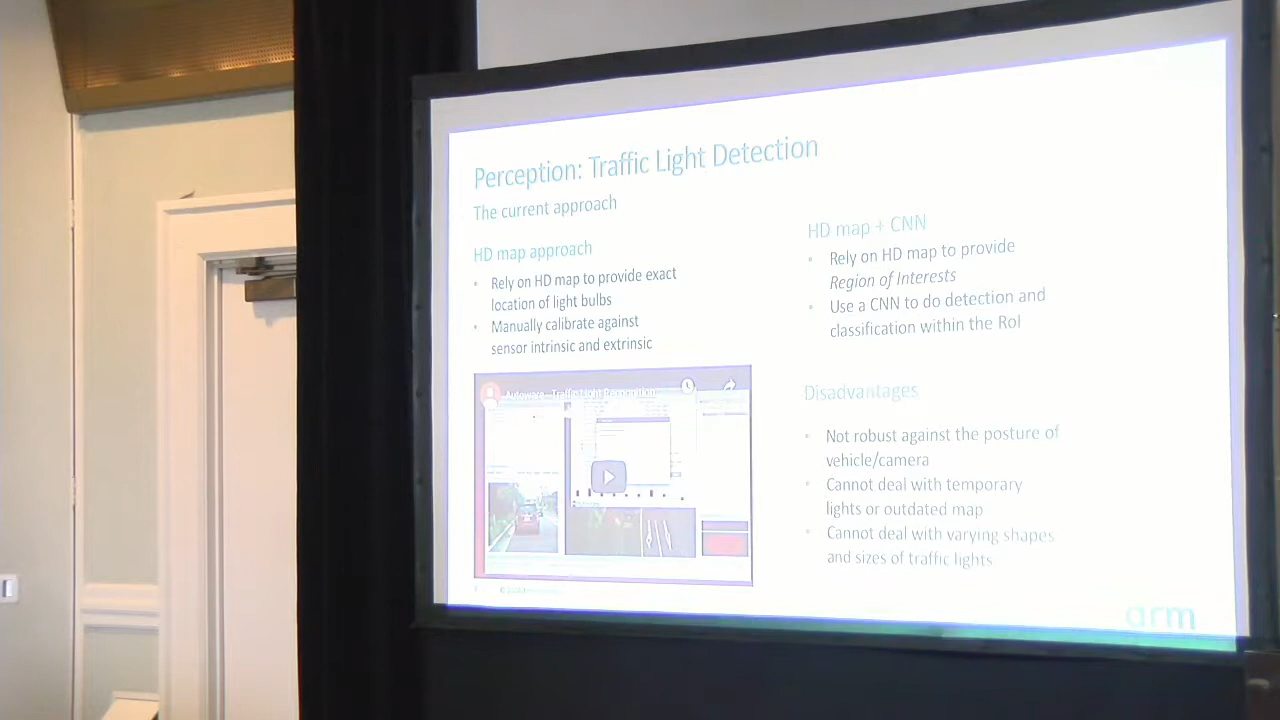 Perception: Traffic Light Detection
The current approach
HD map approach
• Rely on HD map to provide exact
location of light bulbs
• Manually calibrate against
sensor intrinsic and extrinsic
Autoware - Traffic Light Recognition
HD map + CNN
• Rely on HD map to provide
Region of Interests
• Use a CNN to do detection and
classification within the RoI
Disadvantages
• Not robust against the posture of
vehicle/camera
• Cannot deal with temporary
lights or outdated map
• Cannot deal with varying shapes
and sizes of traffic lights
arm